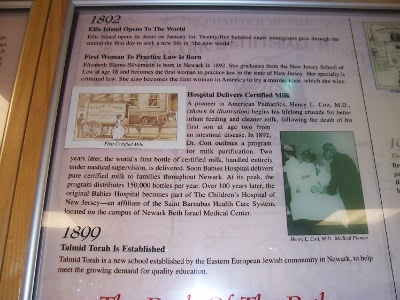 1892
Ellis Island Opens To The World
Ellis Island opens its doors on January 1st. Twenty-five hundred eager immigrants pass through the
station the first day to seek a new life in "the new world."
First Woman To Practice Law Is Born
Elizabeth Blume-Silverstein is born in Newark in 1892. She graduates from the New Jersey School of
Law at age 18 and becomes the first woman to practice law in the state of New Jersey. Her specialty is
criminal law. She also becomes the first woman in America to try a murder case, which she wins.
Hospital Delivers Certified Milk
A pioneer in American Pediatrics, Henry L. Coit, M.D.,
(shown in illustration) begins his lifelong crusade for better
infant feeding and cleaner milk, following the death of his
first son at age two from
an intestinal disease. In 1892,
Dr. Coit outlines a program
for milk purification. Two
First Certified Milk
years later, the world's first bottle of certified milk, handled entirely
under medical supervision, is delivered. Soon Babies Hospital delivers
pure certified milk to families throughout Newark. At its peak, the
program distributes 150,000 bottles per year. Over 100 years later, the
original Babies Hospital becomes part of The Children's Hospital of
New Jersey—an affiliate of the Saint Barnabas Health Care System,
located on the campus of Newark Beth Israel Medical Center.
Henry L. Coit, M.D. Medical Pioneer
1899
Talmid Torah Is Established
Talmid Torah is a new school established by the Eastern European Jewish community in Newark, to help
meet the growing demand for quality education.